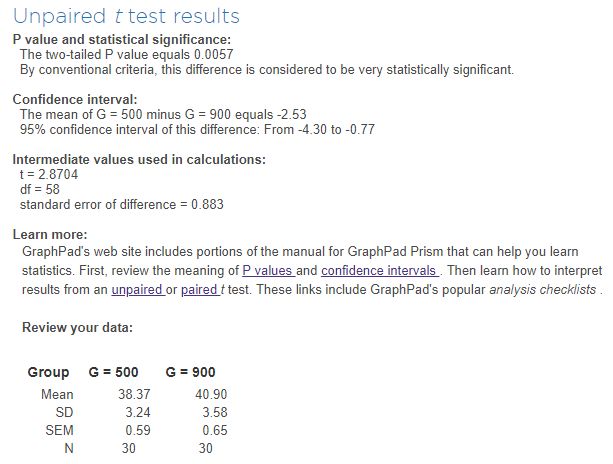 Unpaired t test results
P value and statistical significance:
The two-tailed P value equals 0.0057
By conventional criteria, this difference is considered to be very statistically significant.
Confidence interval:
The mean of G = 500 minus G = 900 equals -2.53
95% confidence interval of this difference: From -4.30 to -0.77
Intermediate values used in calculations:
t = 2.8704
df = 58
standard error of difference = 0.883
Learn more:
GraphPad's web site includes portions of the manual for GraphPad Prism that can help you learn
statistics. First, review the meaning of P values and confidence intervals . Then learn how to interpret
results from an unpaired or paired t test. These links include GraphPad's popular analysis checklists .
Review your data:
Group G = 500 G = 900
Mean 38.37 40.90
SD 3.24 3.58
SEM 0.59 0.65
N 30 30